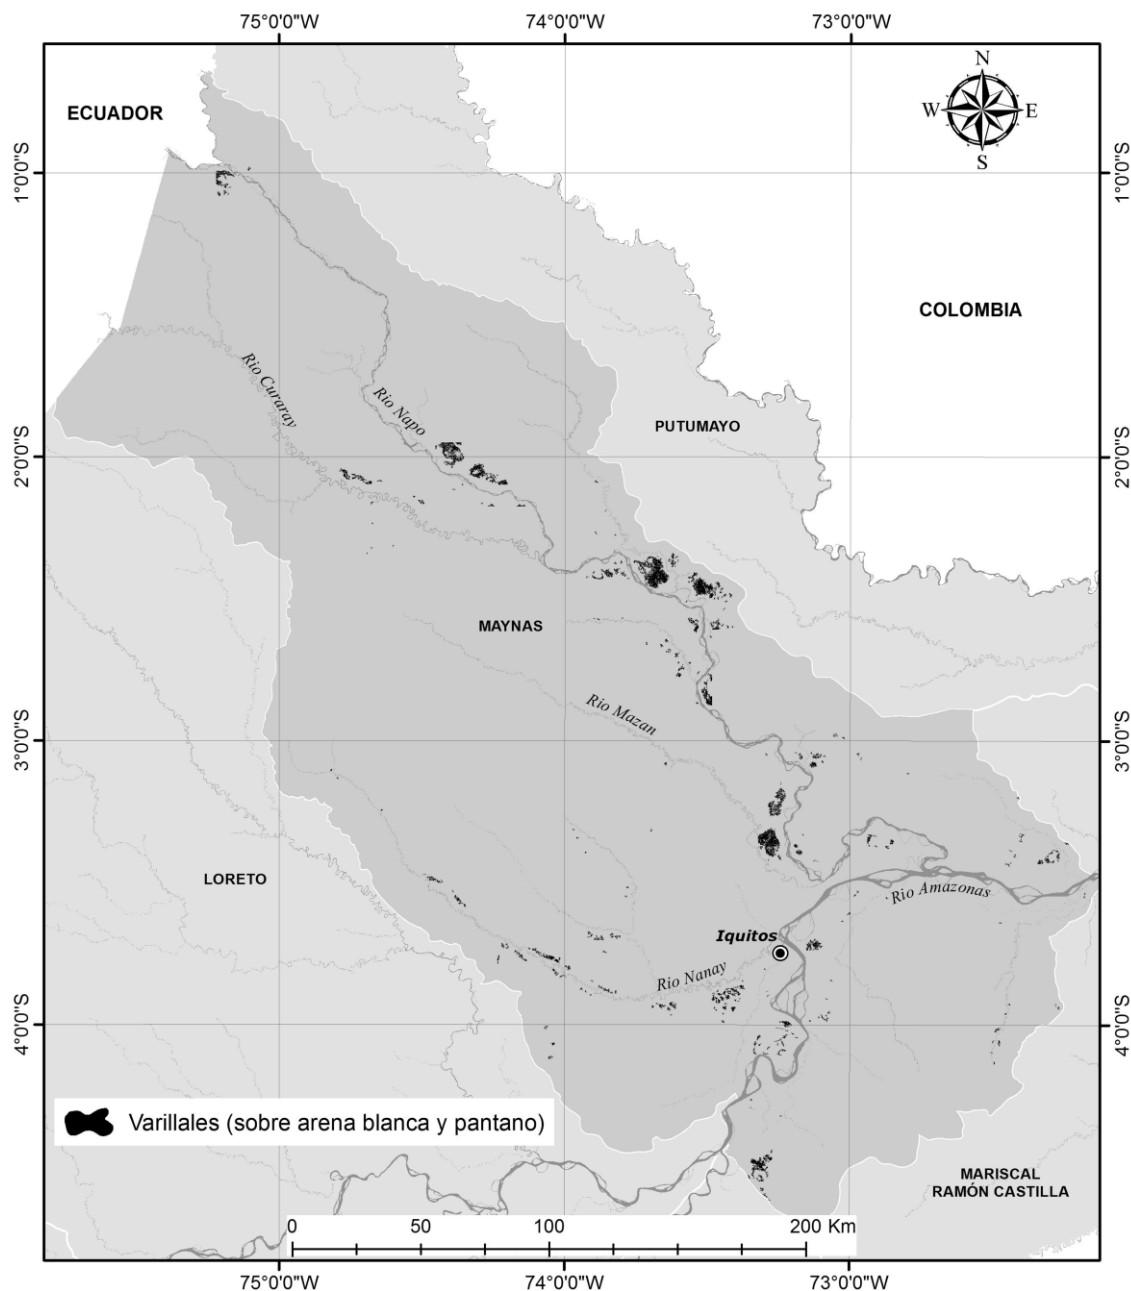 75°0'0"W 74°0'0"W 73°0'0"W
N
W E
S
ECUADOR
1°0'0"S 1°0'0"S
COLOMBIA
Rio Curaray
Rio Napo
PUTUMAYO
2°0'0"S 2°0'0"S
MAYNAS
Rio Mazan
3°0'0"S 3°0'0"S
LORETO
Rio Amazonas
Iquitos
Rio Nanay
4°0'0"S 4°0'0"S
Varillales (sobre arena blanca y pantano)
MARISCAL
RAMÓN CASTILLA
0 50 100 200 Km
75°0'0"W 74°0'0"W 73°0'0"W